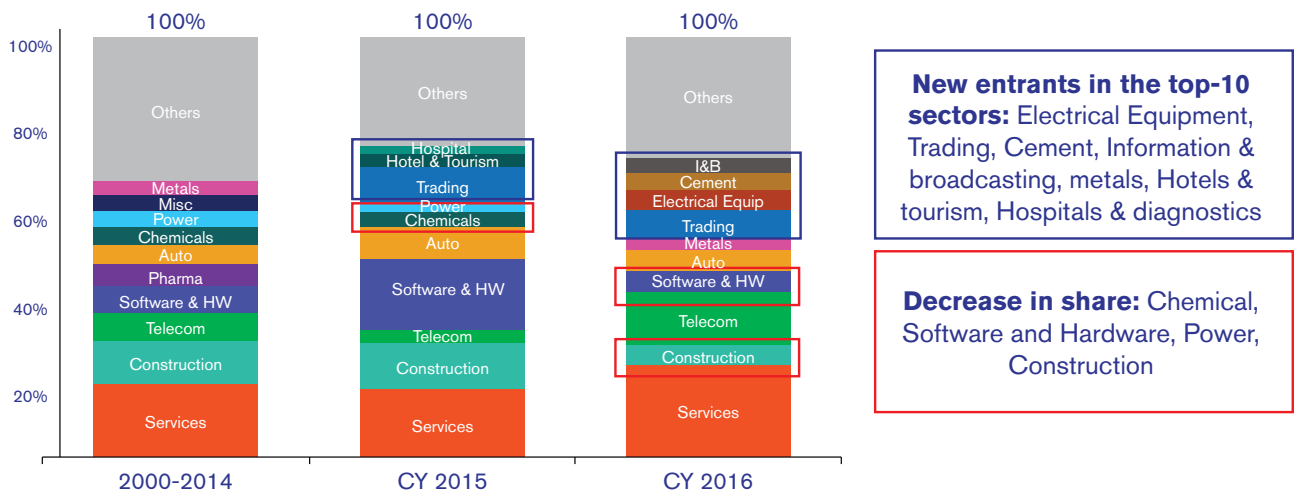 100%
100%
100%
100%
80%
60%
40%
20%
Others
Metals
Misc
Power
Chemicals
Auto
Pharma
Software & HW
Telecom
Construction
Services
Others
Hospital
Hotel & Tourism
Trading
Power
Chemicals
Auto
Software & HW
Telecom
Construction
Services
Others
I&B
Cement
Electrical Equip
Trading
Metals
Auto
Software & HW
Telecom
Construction
Services
2000-2014
CY 2015
CY 2016
New entrants in the top-10
sectors: Electrical Equipment,
Trading, Cement, Information &
broadcasting, metals, Hotels &
tourism, Hospitals & diagnostics
Decrease in share: Chemical,
Software and Hardware, Power,
Construction